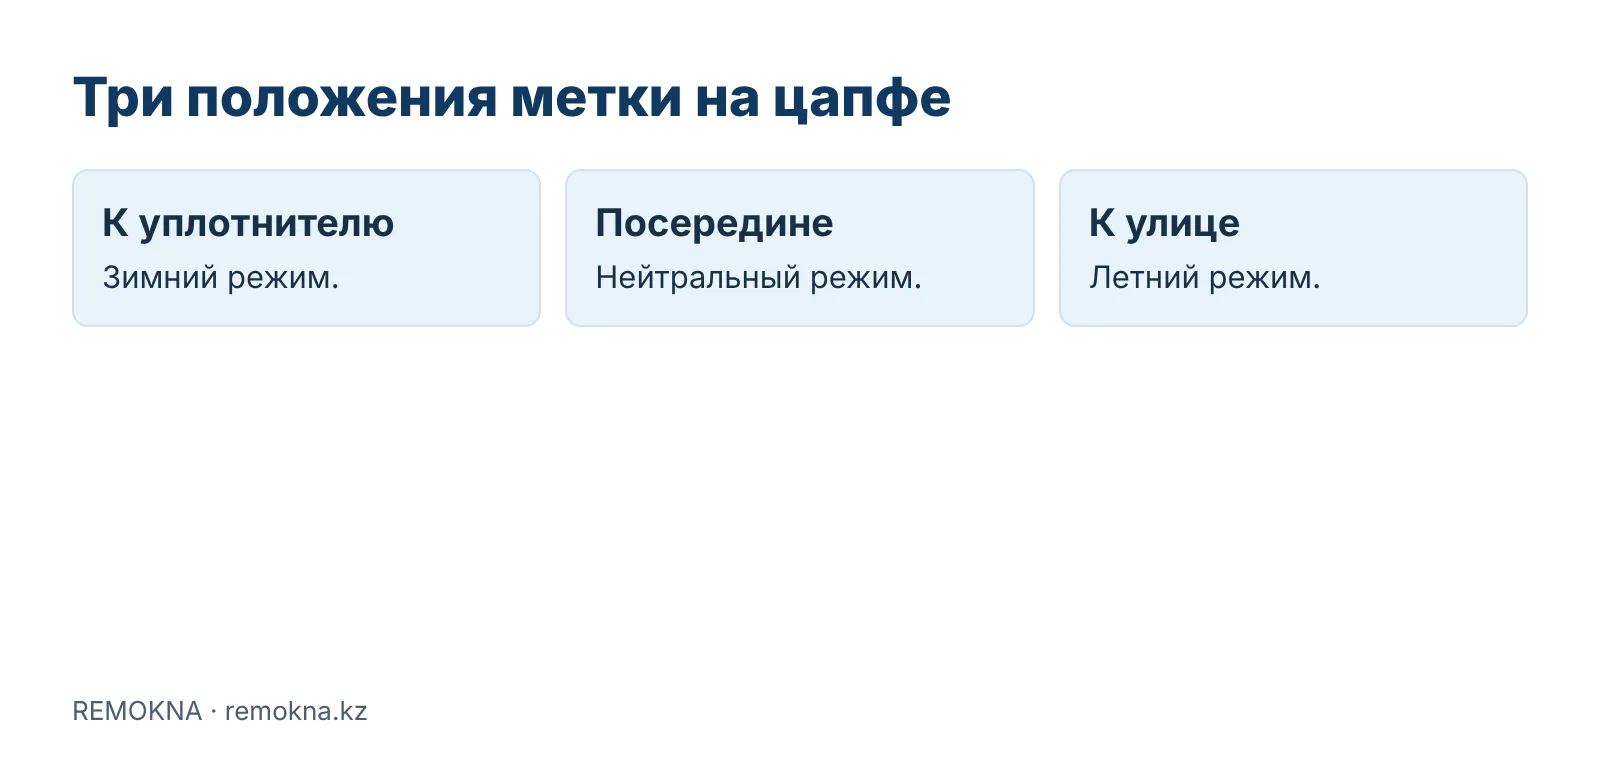 Три положения метки на цапфе
К уплотнителю
Зимний режим.
Посередине
Нейтральный режим.
К улице
Летний режим.
REMOKNA · remokna.kz